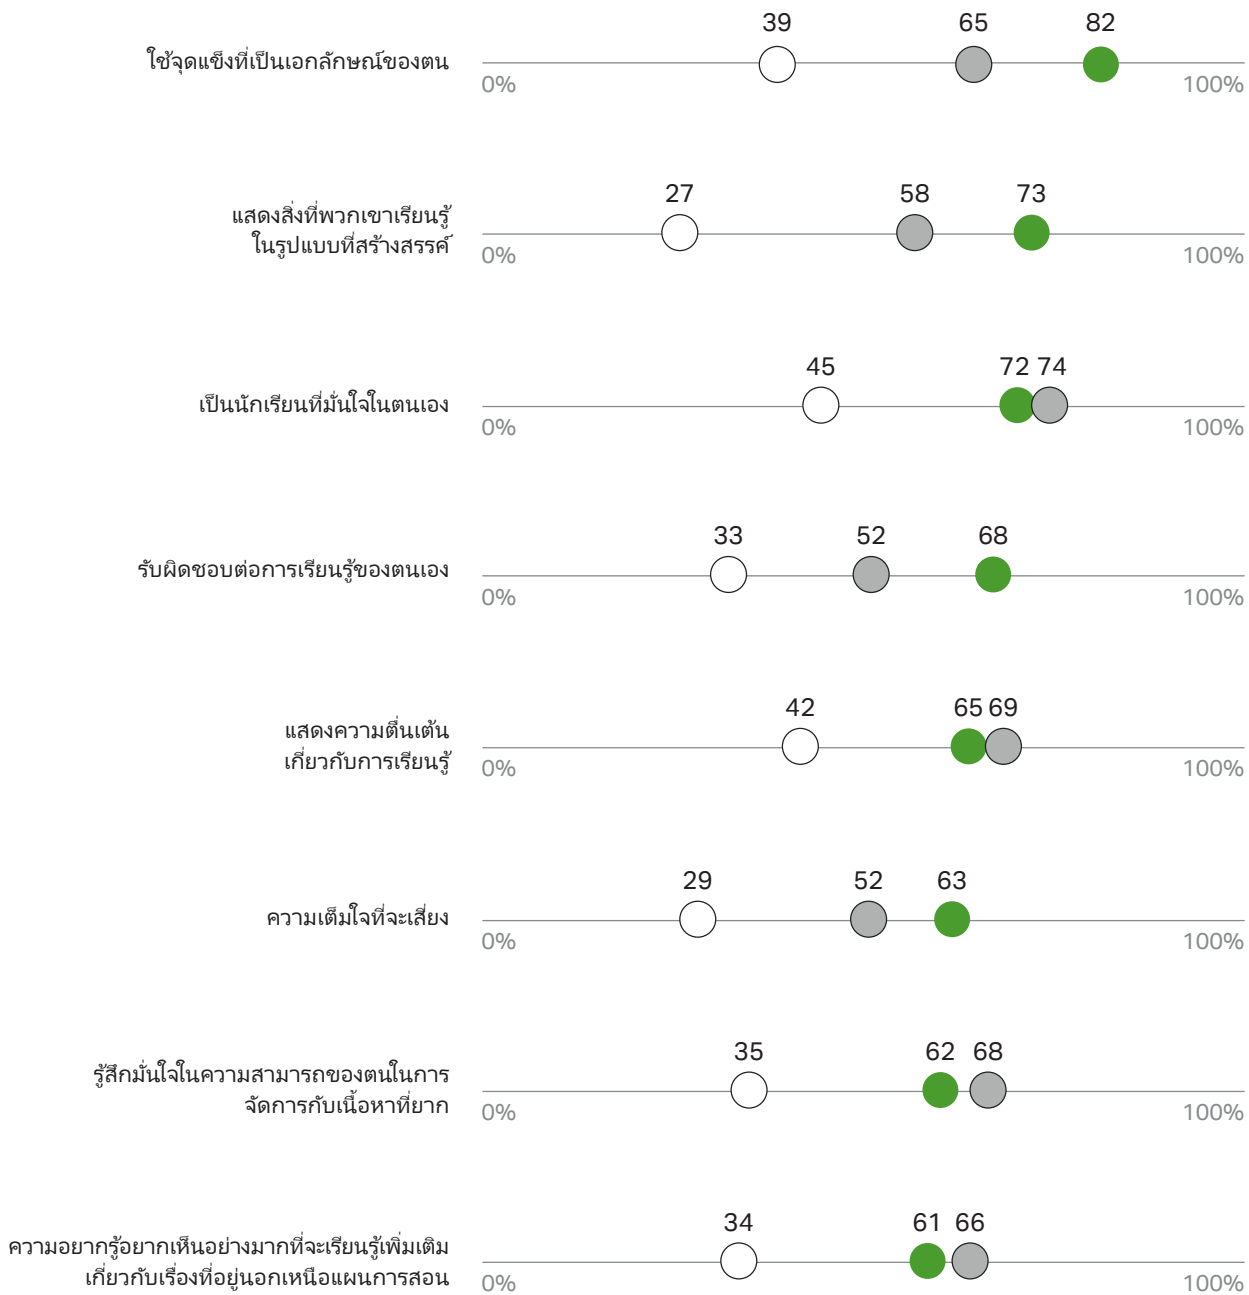 39 65 82
ใช้จุดแข็งที่เป็นเอกลักษณ์ของตน
0% 100%
27 58 73
แสดงสิ่งที่พวกเขาเรียนรู้
ในรูปแบบที่สร้างสรรค์
0% 100%
45 72 74
เป็นนักเรียนที่มั่นใจในตนเอง
0% 100%
33 52 68
รับผิดชอบต่อการเรียนรู้ของตนเอง
0% 100%
42 65 69
แสดงความตื่นเต้น
เกี่ยวกับการเรียนรู้
0% 100%
29 52 63
ความเต็มใจที่จะเสี่ยง
0% 100%
35 62 68
รู้สึกมั่นใจในความสามารถของตนในการ
จัดการกับเนื้อหาที่ยาก
0% 100%
34 61 66
ความอยากรู้อยากเห็นอย่างมากที่จะเรียนรู้เพิ่มเติม
เกี่ยวกับเรื่องที่อยู่นอกเหนือแผนการสอน
0% 100%